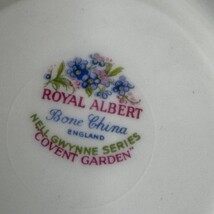 ROYAL ALBERT
Bone China
ENGLAND
NELL GWYNNE SERIES
"COVENT GARDEN"